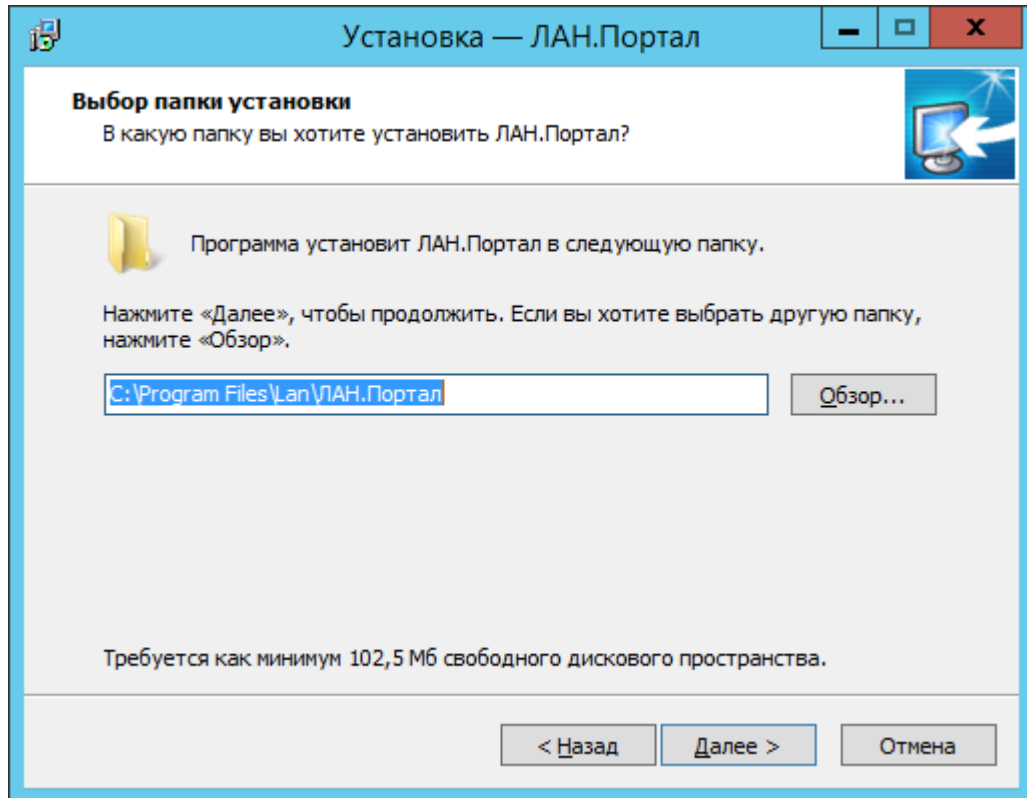 Установка — ЛАН.Портал
Выбор папки установки
В какую папку вы хотите установить ЛАН.Портал?
Программа установит ЛАН.Портал в следующую папку.
Нажмите «Далее», чтобы продолжить. Если вы хотите выбрать другую папку,
нажмите «Обзор».
C:\Program Files\Lan\ЛАН.Портал
Обзор...
Требуется как минимум 102,5 Мб свободного дискового пространства.
< Назад
Далее >
Отмена